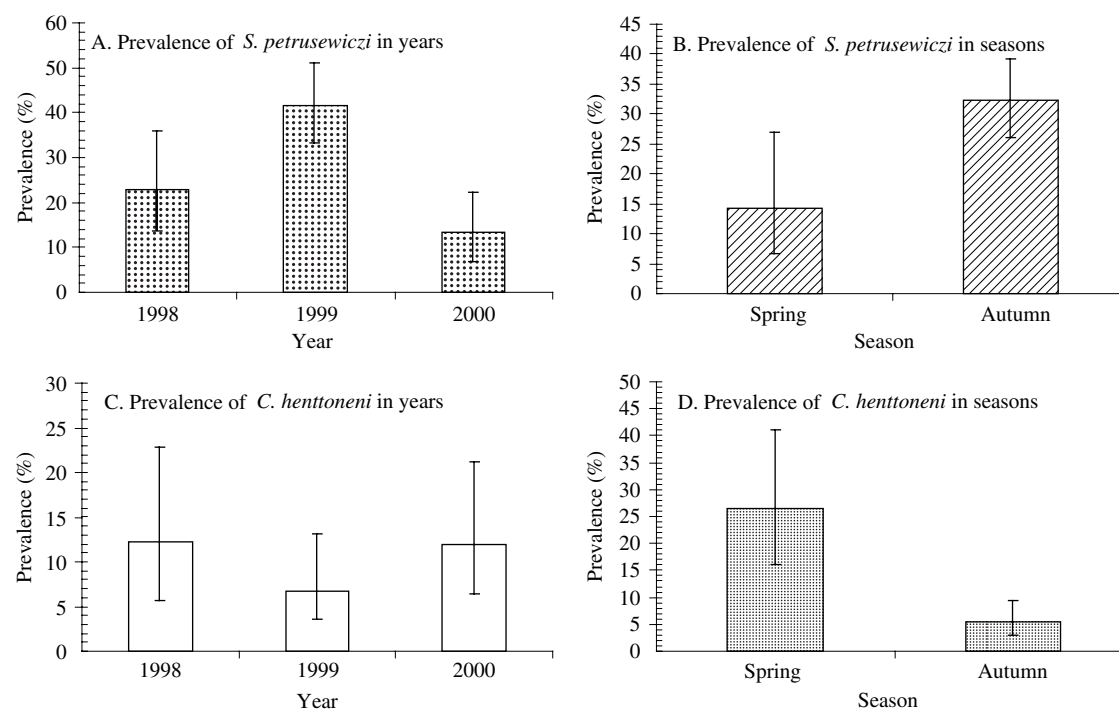 A. Prevalence of S. petrusewiczi in years
Prevalence (%)
60
50
40
30
20
10
0
1998 1999 2000
Year
B. Prevalence of S. petrusewiczi in seasons
Prevalence (%)
45
40
35
30
25
20
15
10
5
0
Spring Autumn
Season
C. Prevalence of C. henttoneni in years
Prevalence (%)
30
25
20
15
10
5
0
1998 1999 2000
Year
D. Prevalence of C. henttoneni in seasons
Prevalence (%)
50
45
40
35
30
25
20
15
10
5
0
Spring Autumn
Season